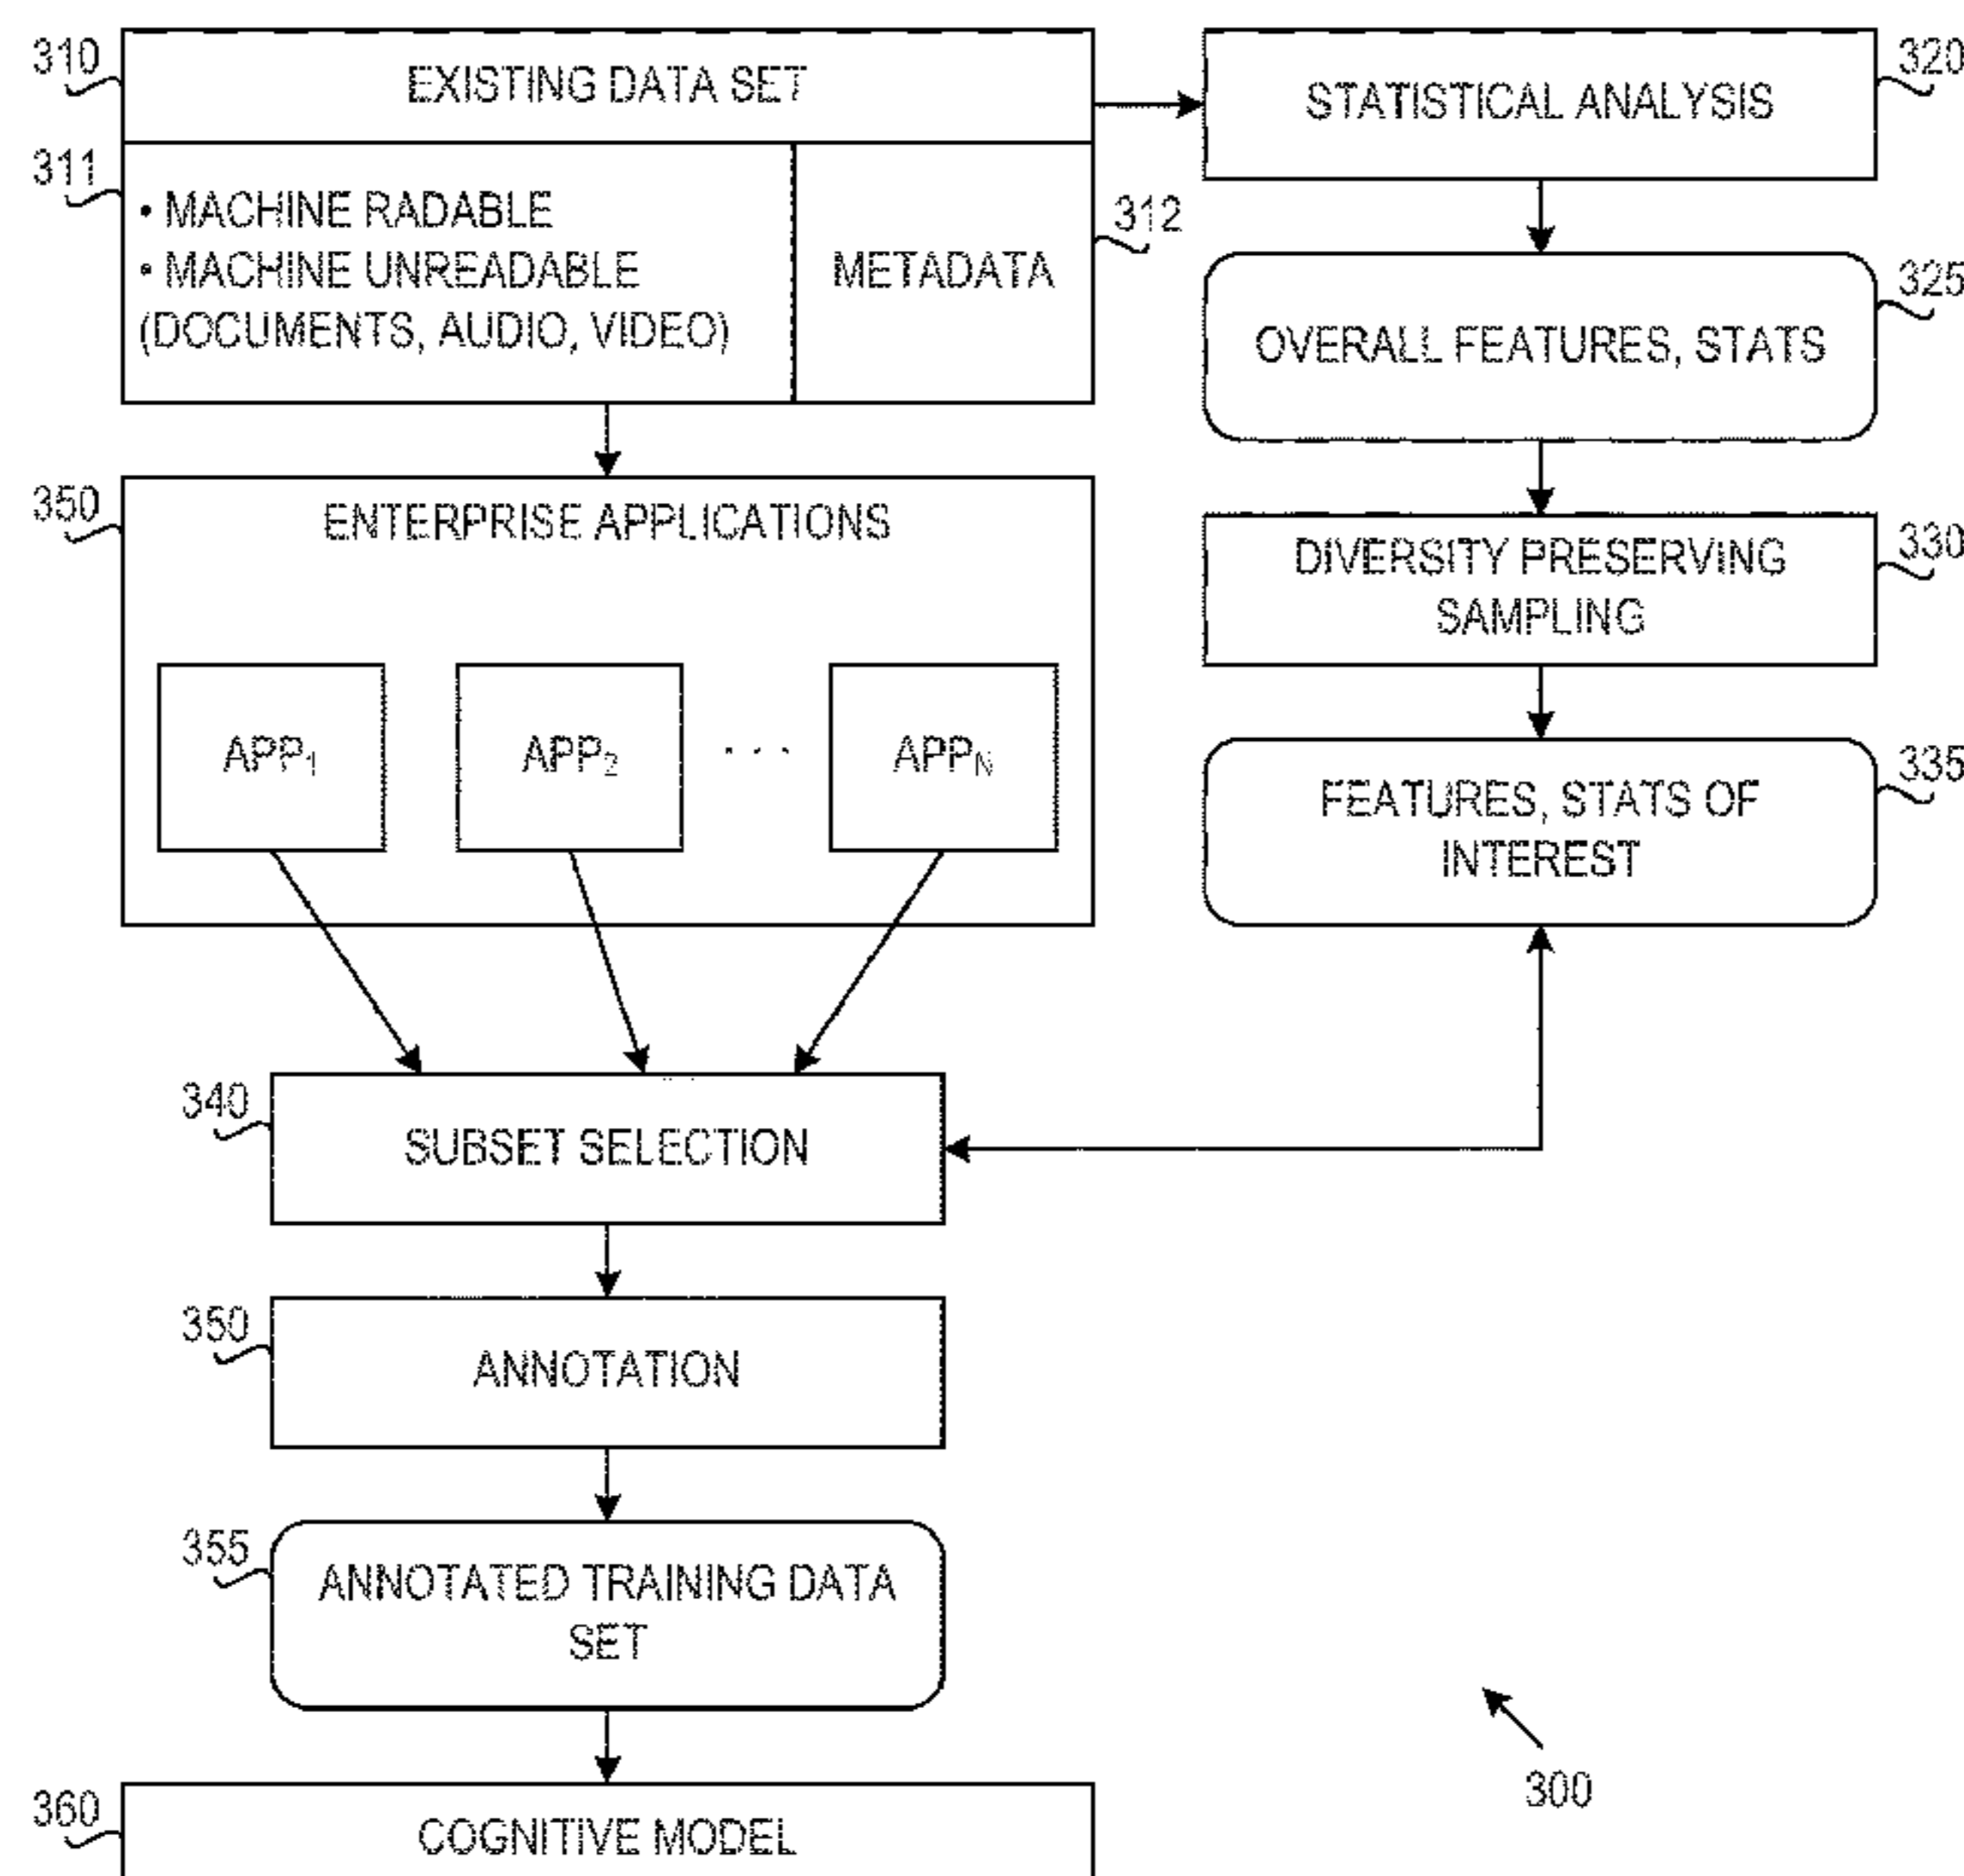 310
EXISTING DATA SET
311
• MACHINE RADABLE
• MACHINE UNREADABLE
(DOCUMENTS, AUDIO, VIDEO)
METADATA
312
STATISTICAL ANALYSIS
320
OVERALL FEATURES, STATS
325
350
ENTERPRISE APPLICATIONS
APP₁
APP₂
. . .
APP_N
DIVERSITY PRESERVING
SAMPLING
330
FEATURES, STATS OF
INTEREST
335
340
SUBSET SELECTION
350
ANNOTATION
355
ANNOTATED TRAINING DATA
SET
360
COGNITIVE MODEL
300